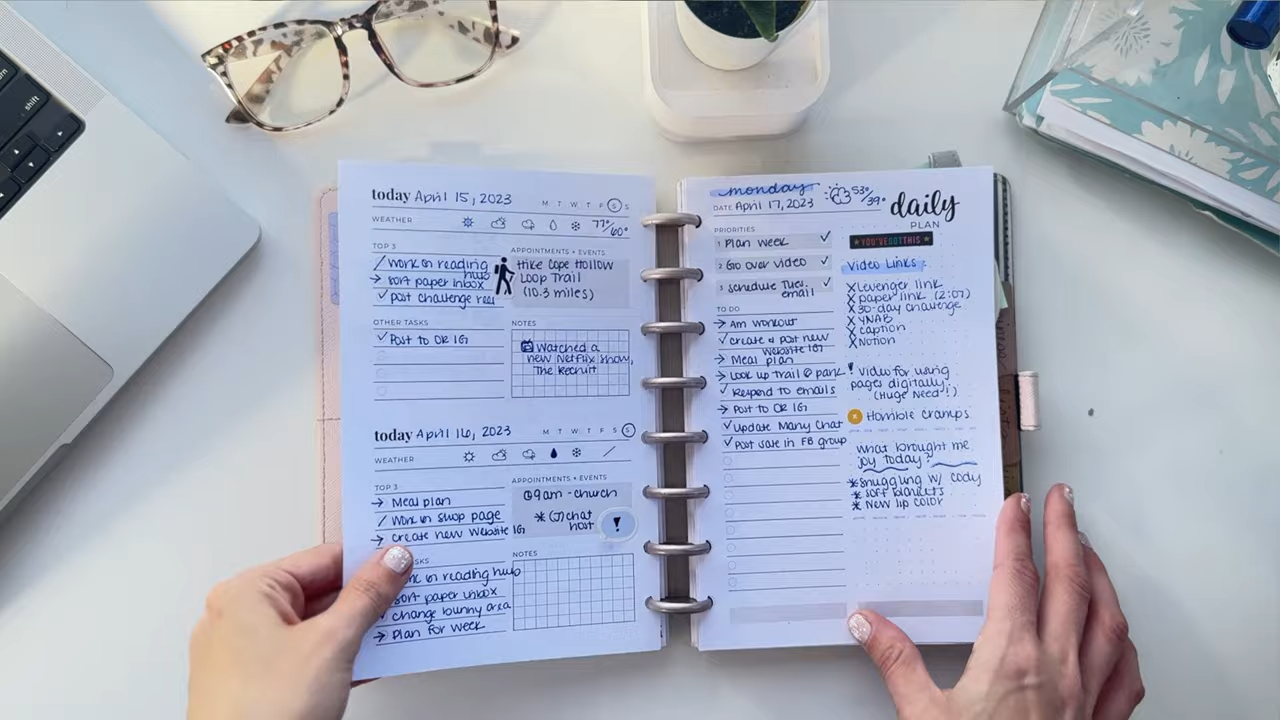 shift
today April 15, 2023
M T W T F S S
WEATHER 77°/60°
TOP 3
work on reading hub
sort paper inbox
post challenge reel
APPOINTMENTS + EVENTS
Hike Cape Hollow
Loop Trail
(10.3 miles)
OTHER TASKS
Post to OR IG
NOTES
Watched a
new Netflix show,
The Recruit
today April 16, 2023
M T W T F S S
WEATHER
TOP 3
Meal plan
Work on shop page
create new website IG
APPOINTMENTS + EVENTS
@9am - church
* (J) chat
host
!
work on reading hub
sort paper inbox
change bunny area
Plan for week
NOTES
monday
DATE April 17, 2023
53°/39°
daily
PLAN
PRIORITIES
1 Plan week
2 Go over video
3 Schedule Tues.
email
TO DO
AM workout
create & post new
website IG
Meal plan
Look up trail @ park
Respond to emails
Post to OR IG
Update Many Chat
Post sale in FB group
★ YOU'VE GOT THIS ★
Video Links:
Levenger link
paper link (2:07)
30-day challenge
YNAB
caption
Notion
! Video for using
pages digitally
(Huge Need!)
Horrible cramps
what brought me
joy today?
* Snuggling w/ Cody
* soft blankets
* New lip color